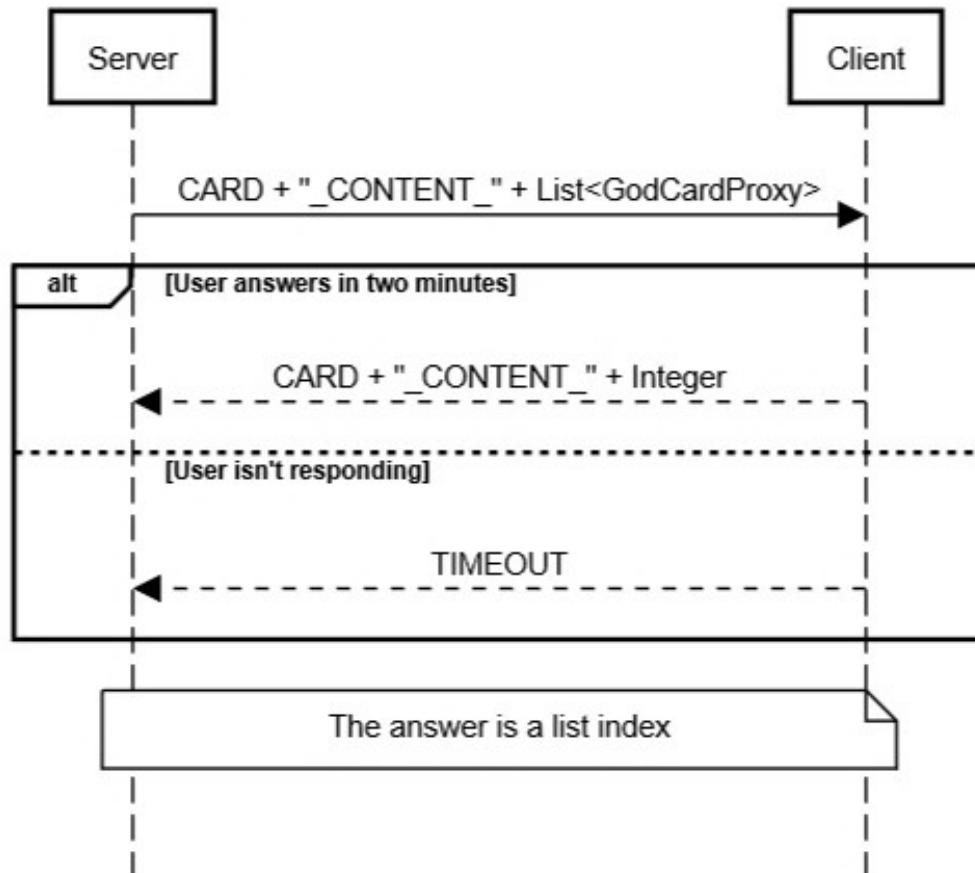 Server
Client
CARD + "_CONTENT_" + List<GodCardProxy>
alt
[User answers in two minutes]
CARD + "_CONTENT_" + Integer
[User isn't responding]
TIMEOUT
The answer is a list index